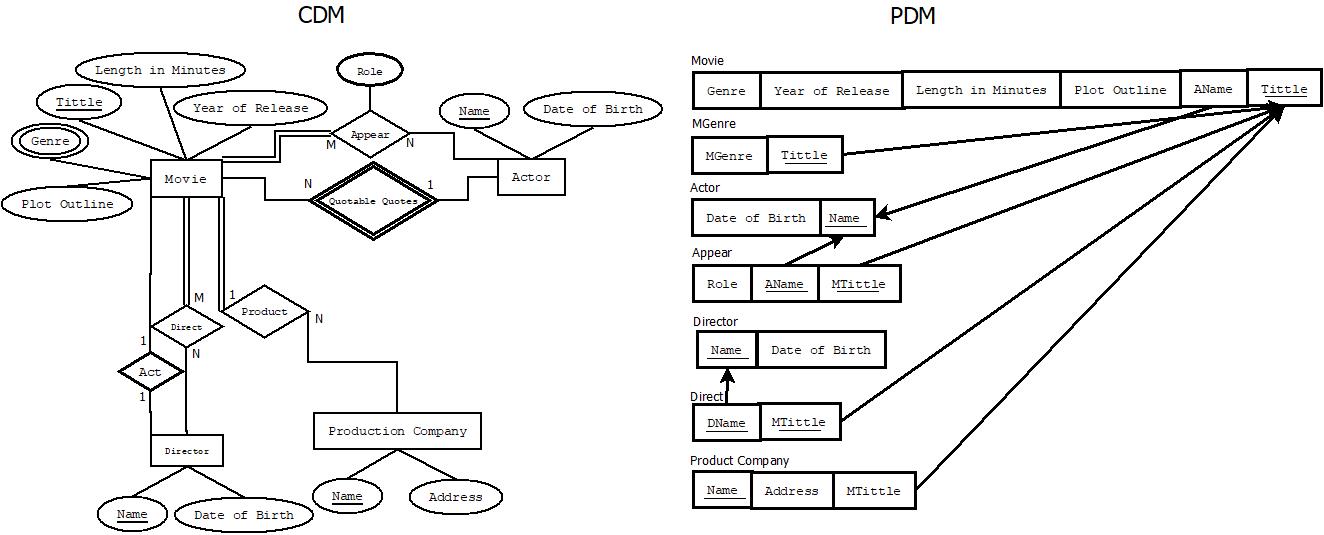 CDM
Length in Minutes
Role
Tittle
Year of Release
Name
Date of Birth
Genre
Appear
M
N
Movie
Actor
N
1
Plot Outline
Quotable Quotes
M
1
Product
N
Direct
1
N
Act
1
Production Company
Director
Name
Address
Name
Date of Birth
PDM
Movie
Genre Year of Release Length in Minutes Plot Outline AName Tittle
MGenre
MGenre Tittle
Actor
Date of Birth Name
Appear
Role AName MTittle
Director
Name Date of Birth
Direct
DName MTittle
Product Company
Name Address MTittle